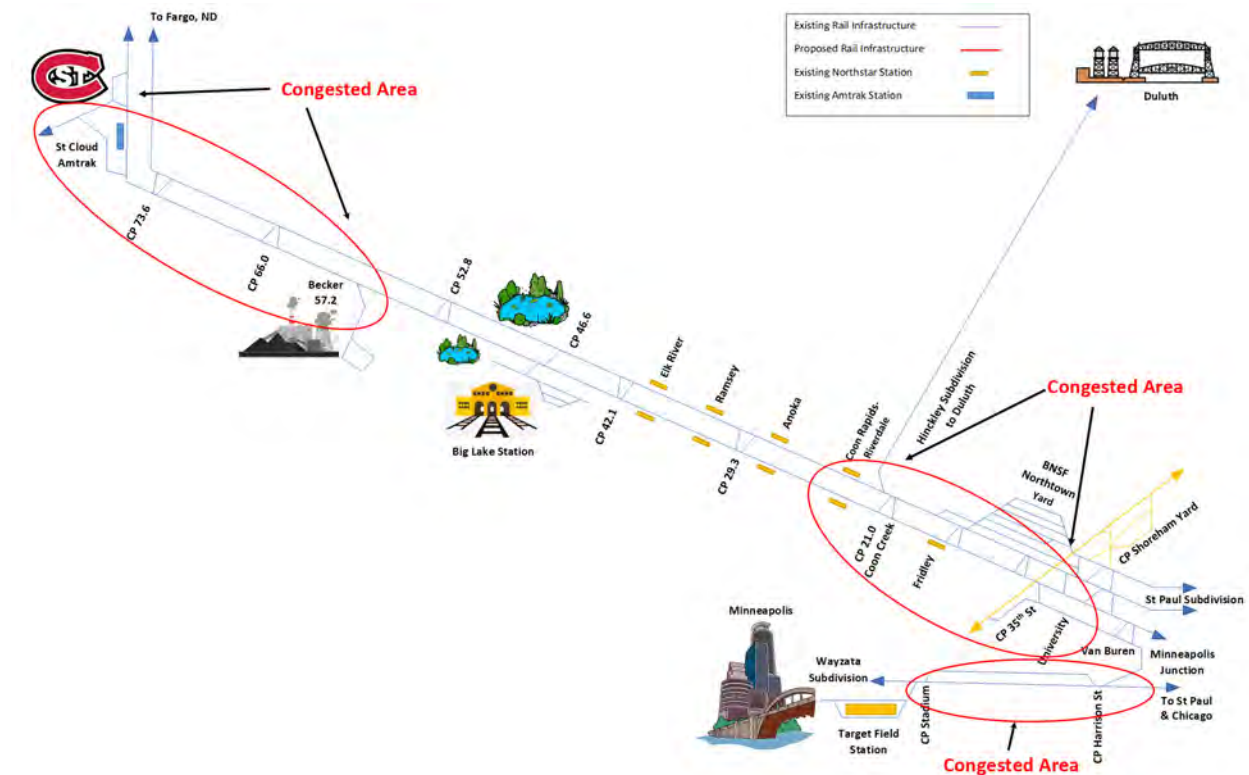 To Fargo, ND
Existing Rail Infrastructure
Proposed Rail Infrastructure
Existing Northstar Station
Existing Amtrak Station
Duluth
ST
C
Congested Area
St Cloud
Amtrak
CP 73.6
CP 66.0
Becker
57.2
CP 52.8
CP 46.6
Big Lake Station
CP 42.1
Elk River
Ramsey
CP 29.3
Anoka
Coon Rapids-
Riverdale
Hinckley Subdivision
to Duluth
Congested Area
BNSF
Northtown
Yard
CP Shoreham Yard
CP 21.0
Coon Creek
Fridley
St Paul Subdivision
CP 35th St
University
Van Buren
Minneapolis
Junction
Minneapolis
Wayzata
Subdivision
Target Field
Station
CP Stadium
CP Harrison St
To St Paul
& Chicago
Congested Area